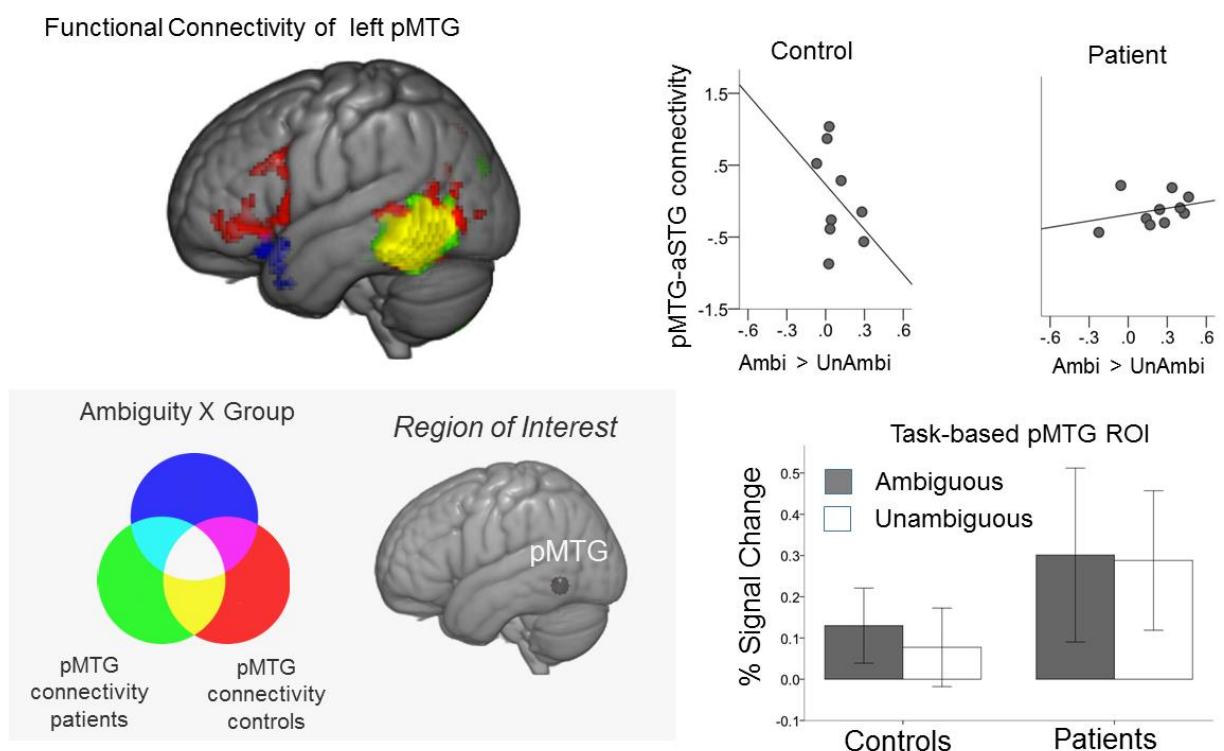 Functional Connectivity of left pMTG
Control
Patient
pMTG-aSTG connectivity
1.5
.5
-.5
-1.5
-.6 -.3 .0 .3 .6
Ambi > UnAmbi
-.6 -.3 .0 .3 .6
Ambi > UnAmbi
Ambiguity X Group
pMTG
connectivity
patients
pMTG
connectivity
controls
Region of Interest
pMTG
Task-based pMTG ROI
% Signal Change
0.5
0.4
0.3
0.2
0.1
0.0
-0.1
Ambiguous
Unambiguous
Controls
Patients